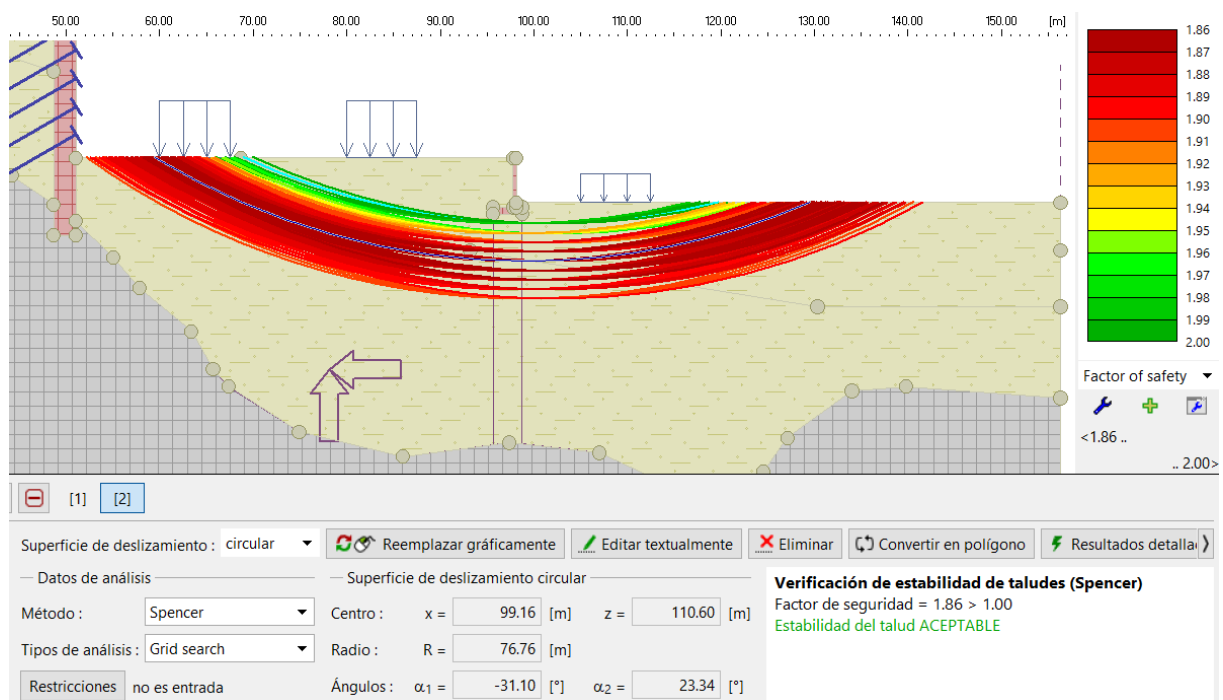 50.00 60.00 70.00 80.00 90.00 100.00 110.00 120.00 130.00 140.00 150.00 [m]
1.86
1.87
1.88
1.89
1.90
1.91
1.92
1.93
1.94
1.95
1.96
1.97
1.98
1.99
2.00
Factor of safety
<1.86 ..
.. 2.00>
[1] [2]
Superficie de deslizamiento : circular Reemplazar gráficamente Editar textualmente Eliminar Convertir en polígono Resultados detalla
Datos de análisis
Método : Spencer
Tipos de análisis : Grid search
Restricciones no es entrada
Superficie de deslizamiento circular
Centro : x = 99.16 [m] z = 110.60 [m]
Radio : R = 76.76 [m]
Ángulos : α1 = -31.10 [°] α2 = 23.34 [°]
Verificación de estabilidad de taludes (Spencer)
Factor de seguridad = 1.86 > 1.00
Estabilidad del talud ACEPTABLE